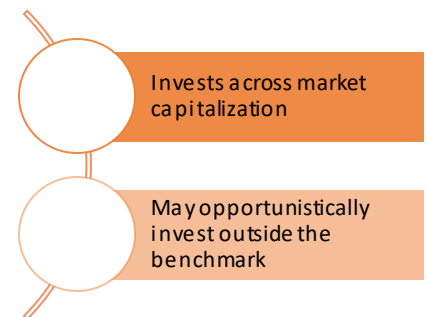 Invests across market
capitalization
May opportunistically
invest outside the
benchmark